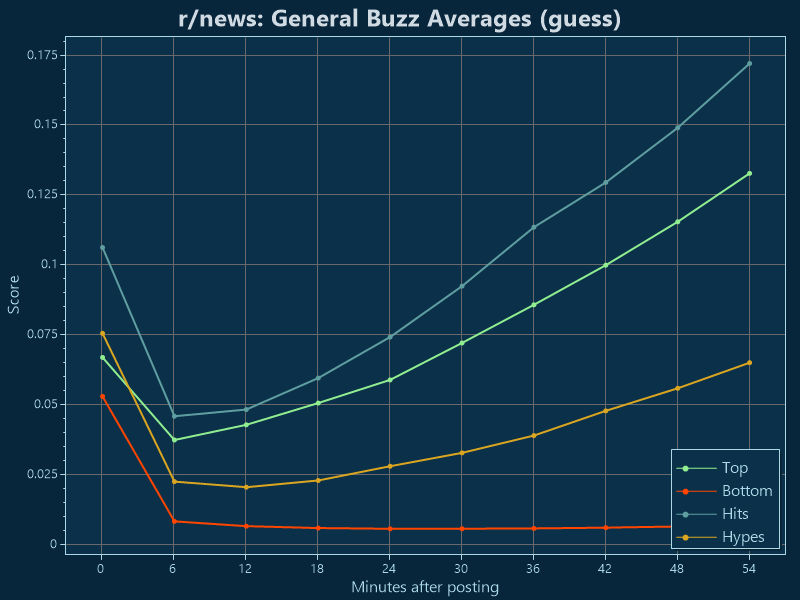 r/news: General Buzz Averages (guess)
0.175
0.15
0.125
0.1
0.075
0.05
0.025
0
Score
Top
Bottom
Hits
Hypes
0 6 12 18 24 30 36 42 48 54
Minutes after posting